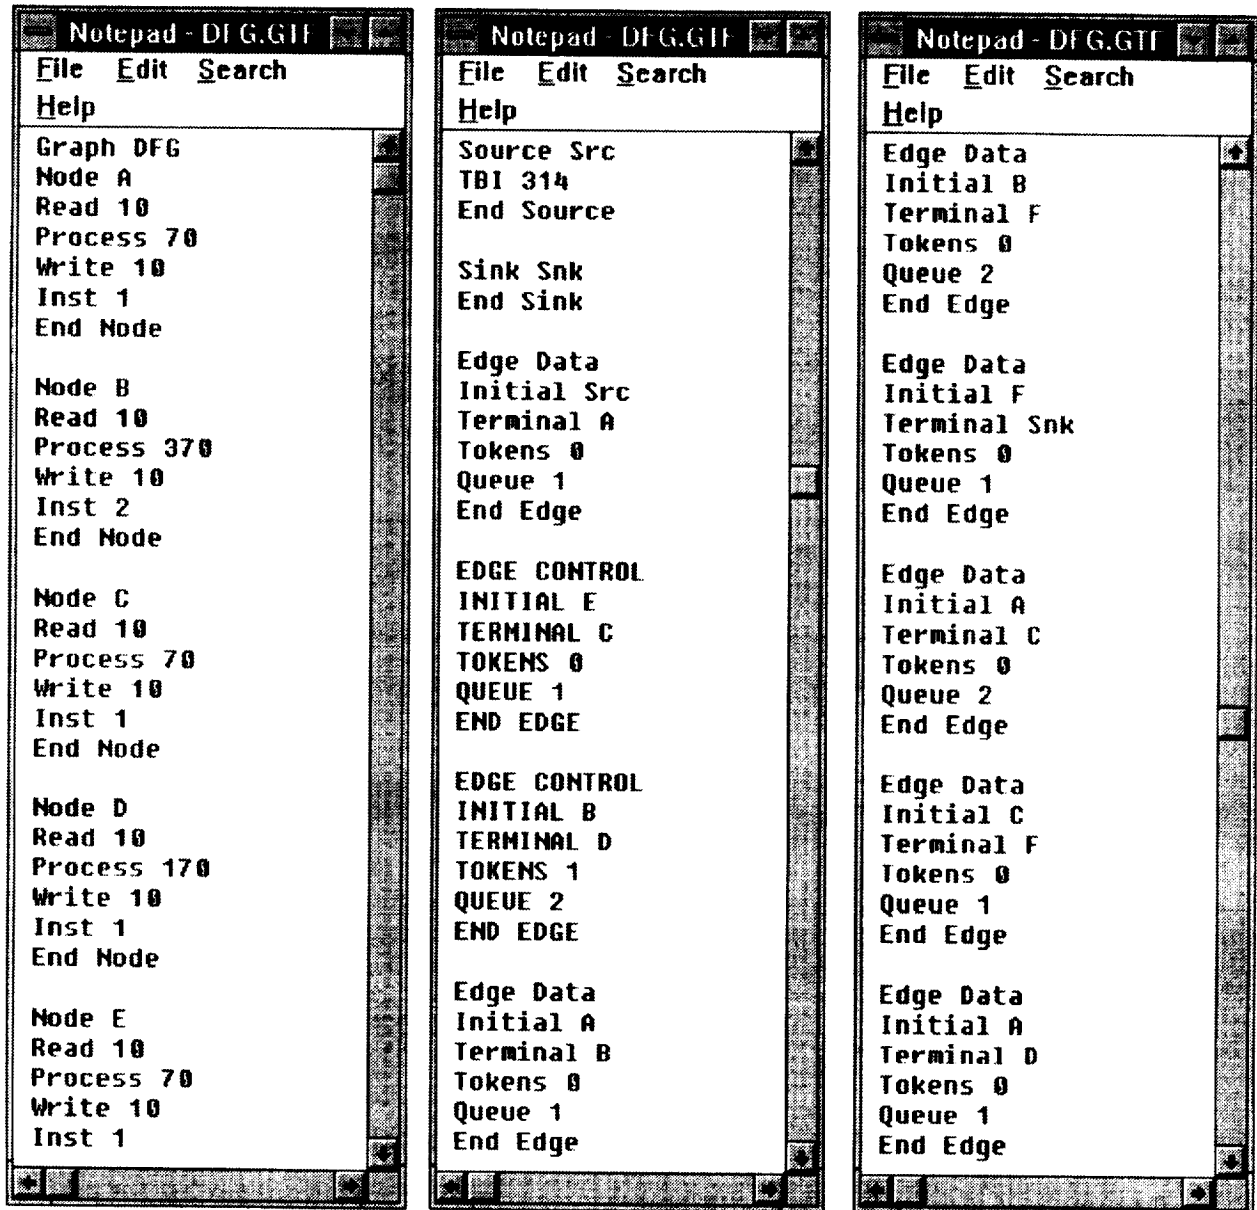 Notepad - DFG.GTF
File Edit Search
Help
Graph DFG
Node A
Read 10
Process 70
Write 10
Inst 1
End Node
Node B
Read 10
Process 370
Write 10
Inst 2
End Node
Node C
Read 10
Process 70
Write 10
Inst 1
End Node
Node D
Read 10
Process 170
Write 10
Inst 1
End Node
Node E
Read 10
Process 70
Write 10
Inst 1
Notepad - DFG.GTF
File Edit Search
Help
Source Src
TBI 314
End Source
Sink Snk
End Sink
Edge Data
Initial Src
Terminal A
Tokens 0
Queue 1
End Edge
EDGE CONTROL
INITIAL E
TERMINAL C
TOKENS 0
QUEUE 1
END EDGE
EDGE CONTROL
INITIAL B
TERMINAL D
TOKENS 1
QUEUE 2
END EDGE
Edge Data
Initial A
Terminal B
Tokens 0
Queue 1
End Edge
Notepad - DFG.GTF
File Edit Search
Help
Edge Data
Initial B
Terminal F
Tokens 0
Queue 2
End Edge
Edge Data
Initial F
Terminal Snk
Tokens 0
Queue 1
End Edge
Edge Data
Initial A
Terminal C
Tokens 0
Queue 2
End Edge
Edge Data
Initial C
Terminal F
Tokens 0
Queue 1
End Edge
Edge Data
Initial A
Terminal D
Tokens 0
Queue 1
End Edge